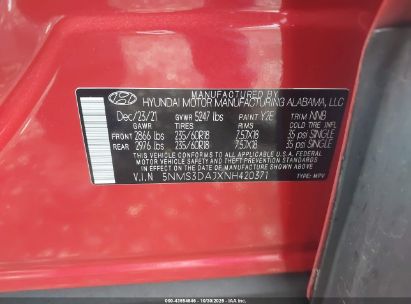 MANUFACTURED BY
HYUNDAI MOTOR MANUFACTURING ALABAMA, LLC
Dec/23/21 GVWR 5247 lbs PAINT Y2E TRIM NNB
GAWR TIRES RIMS
FRONT 2866 lbs 235/60R18 7.5JX18 35 psi SINGLE
REAR 2976 lbs 235/60R18 7.5JX18 35 psi SINGLE
THIS VEHICLE CONFORMS TO ALL APPLICABLE FEDERAL
MOTOR VEHICLE SAFETY AND THEFT PREVENTION STANDARDS
IN EFFECT ON THE DATE OF MANUFACTURE SHOWN ABOVE.
V.I.N 5NMS3DAJXNH420371 TYPE: MPV